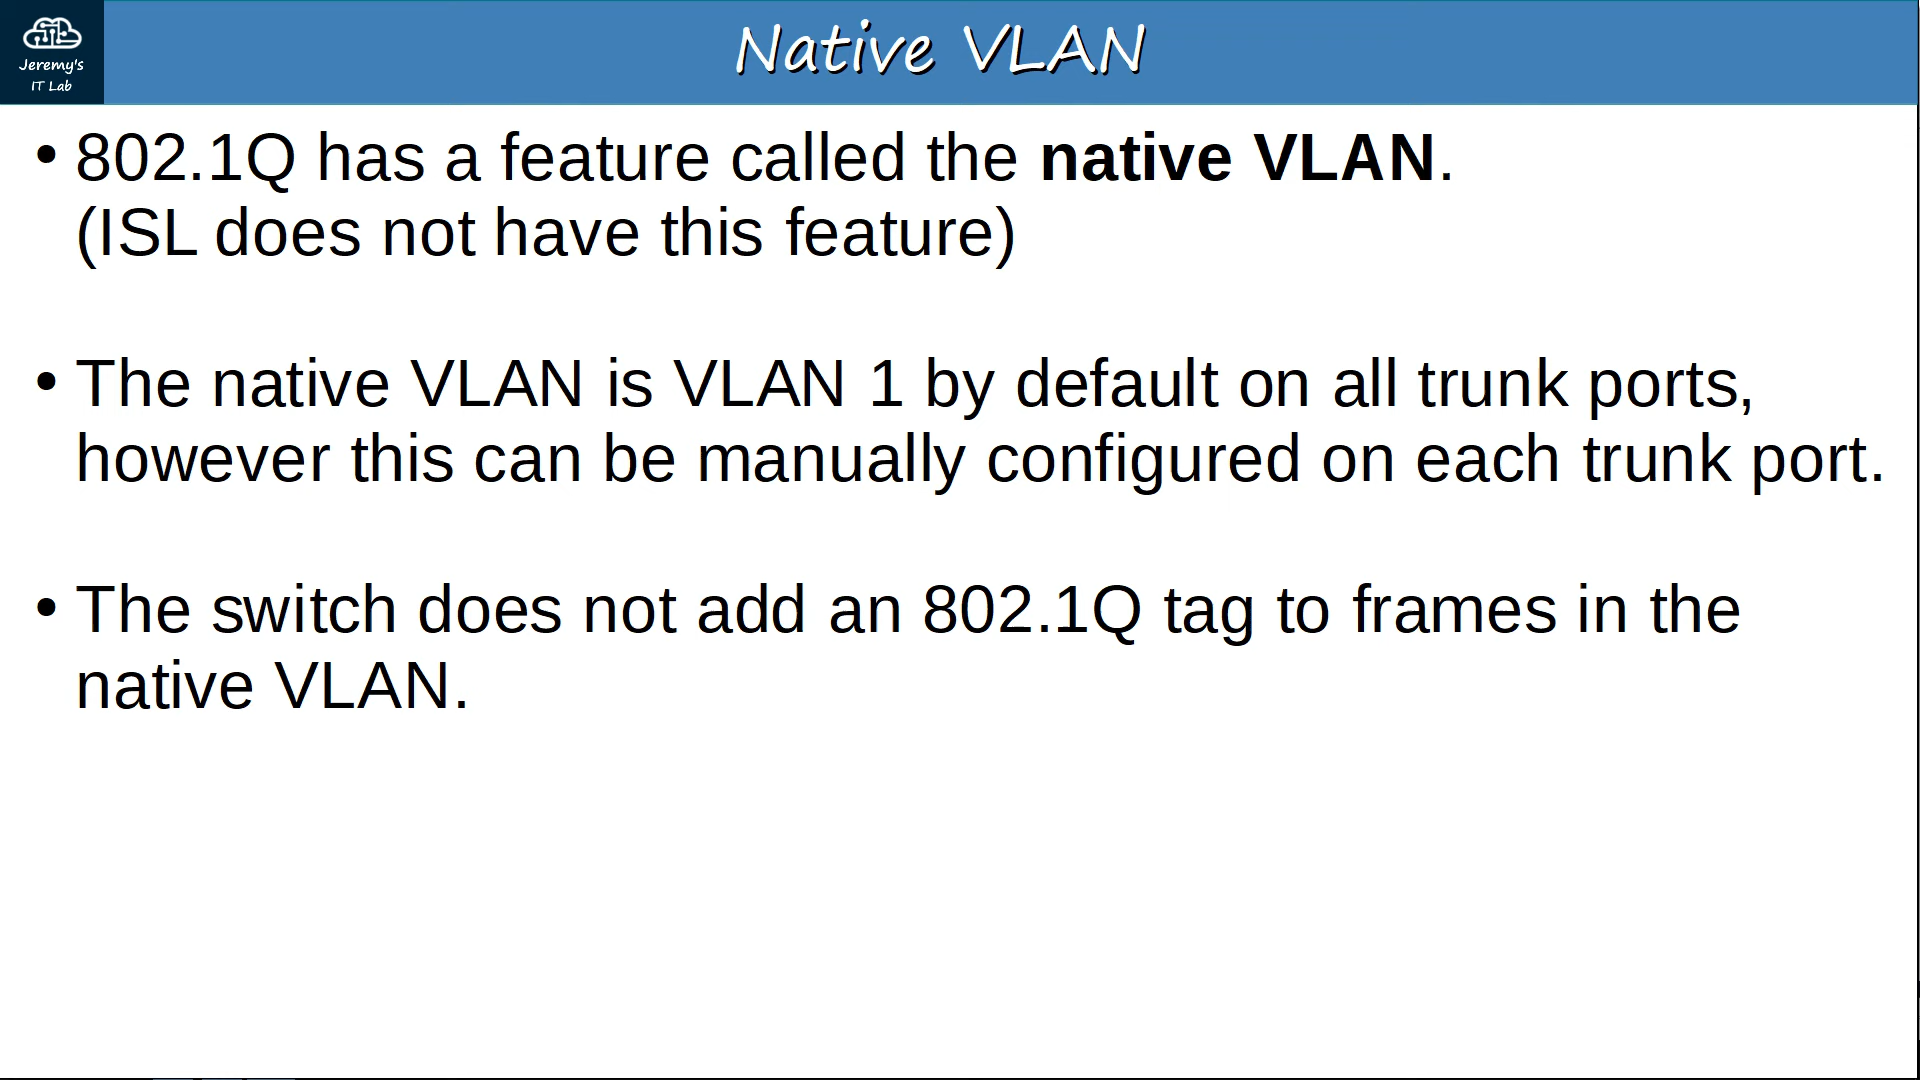 Jeremy's
IT Lab
Native VLAN
• 802.1Q has a feature called the native VLAN.
(ISL does not have this feature)
• The native VLAN is VLAN 1 by default on all trunk ports,
however this can be manually configured on each trunk port.
• The switch does not add an 802.1Q tag to frames in the
native VLAN.